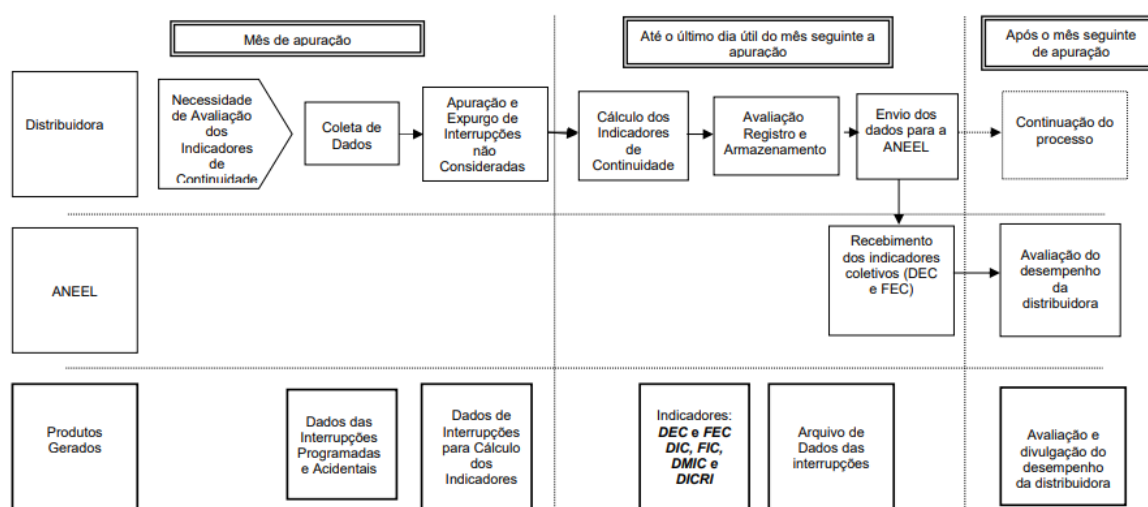 Mês de apuração
Até o último dia útil do mês seguinte a
apuração
Após o mês seguinte
de apuração
Distribuidora
Necessidade
de Avaliação dos
Indicadores
de
Continuidade
Coleta de
Dados
Apuração e
Expurgo de
Interrupções
não
Consideradas
Cálculo dos
Indicadores
de
Continuidade
Avaliação
Registro e
Armazenamento
Envio dos
dados para a
ANEEL
Continuação do
processo
ANEEL
Recebimento
dos indicadores
coletivos (DEC
e FEC)
Avaliação do
desempenho
da
distribuidora
Produtos
Gerados
Dados das
Interrupções
Programadas
e Acidentais
Dados de
Interrupções
para Cálculo
dos
Indicadores
Indicadores:
DEC e FEC
DIC, FIC,
DMIC e
DICRI
Arquivo de
Dados das
interrupções
Avaliação e
divulgação do
desempenho
da distribuidora